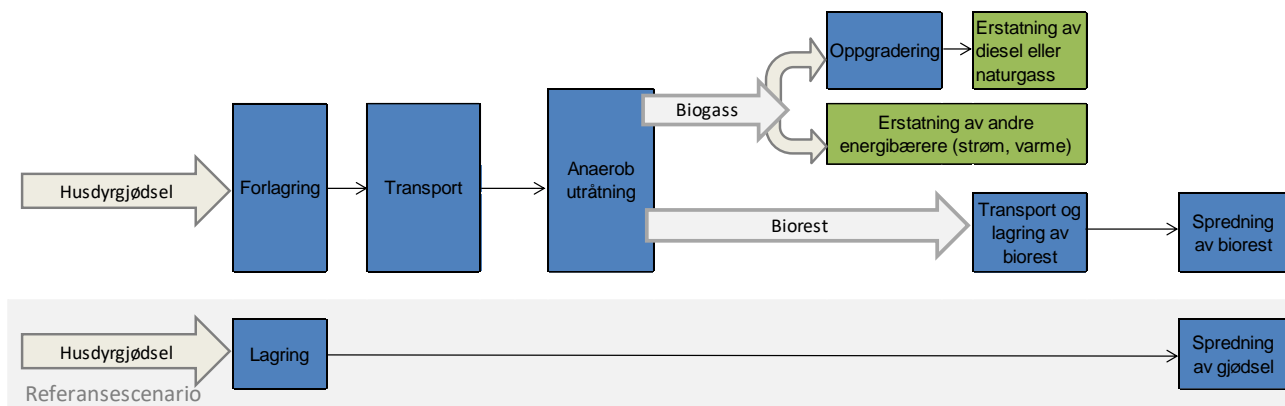 Oppgradering
Erstatning av
diesel eller
naturgass
Biogass
Erstatning av andre
energibærere (strøm, varme)
Husdyrgjødsel
Forlagring
Transport
Anaerob
utråtning
Biorest
Transport og
lagring av
biorest
Spredning
av biorest
Husdyrgjødsel
Lagring
Spredning
av gjødsel
Referansescenario